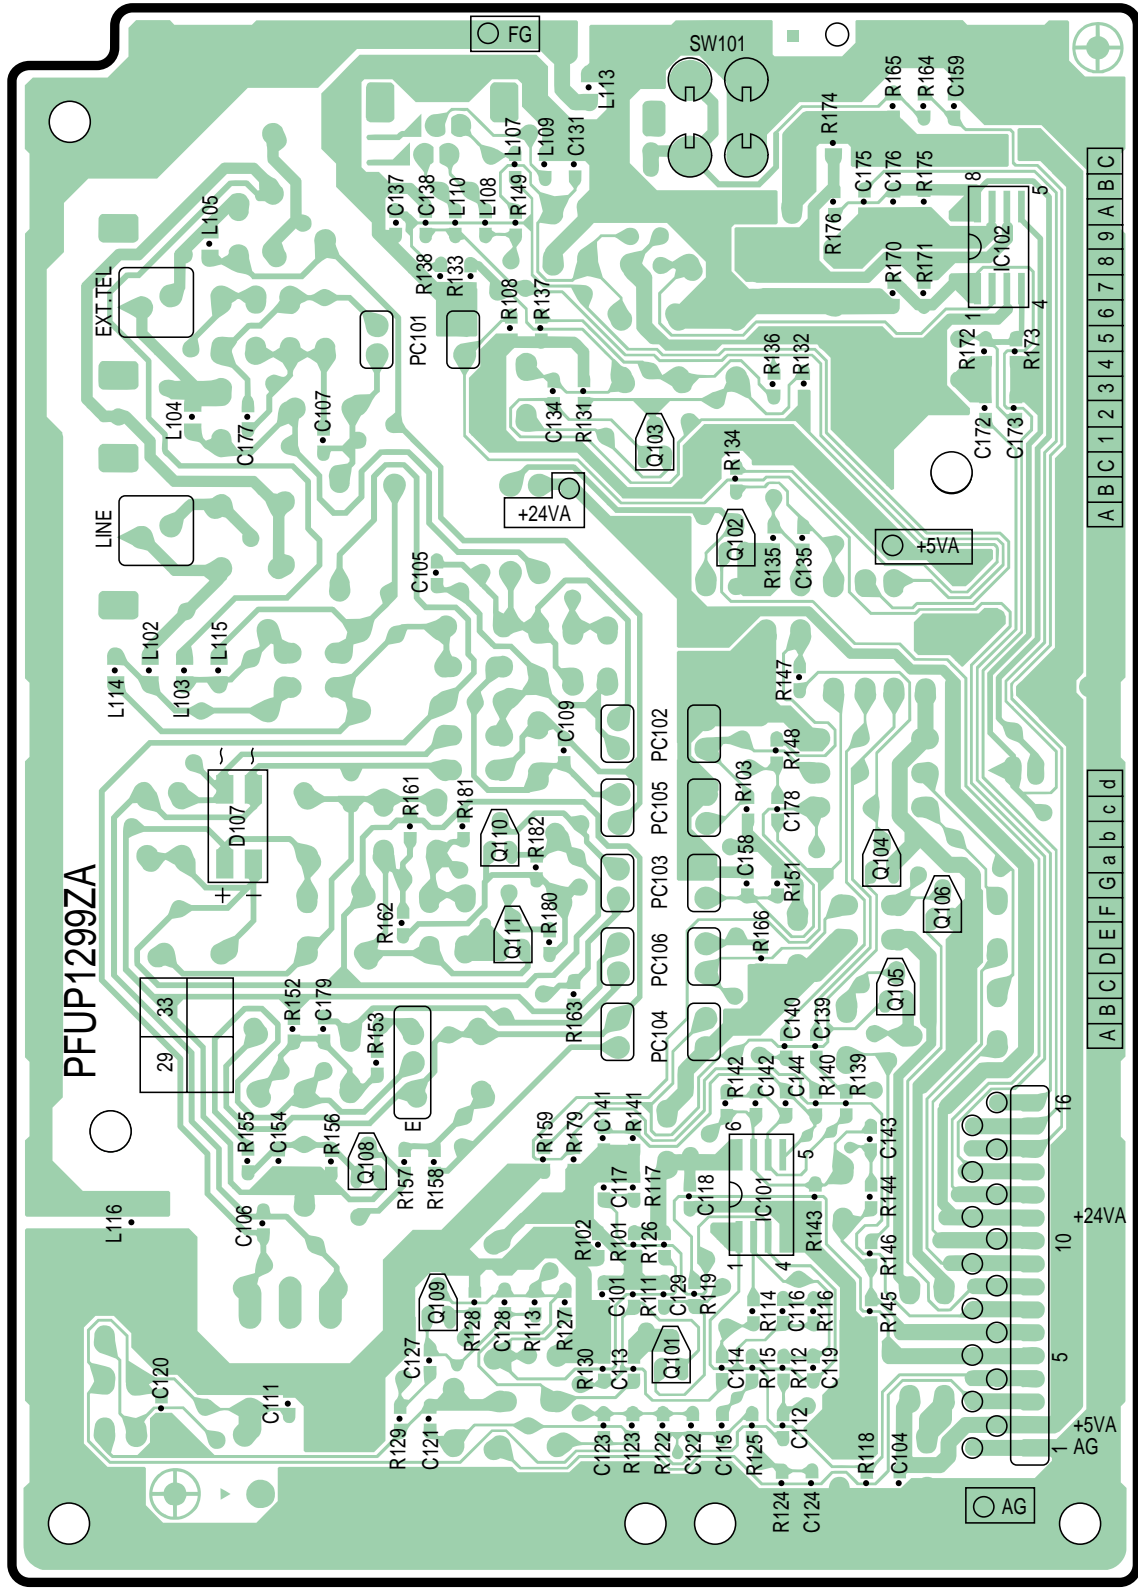 FG
SW101
L113
R165
R164
C159
R174
L107
L109
C131
C175
C176
R175
8
5
C137
C138
L110
L108
R149
R176
L105
IC102
EXT.TEL
R138
R133
R170
R171
1
4
R108
R137
PC101
R172
R173
R136
R132
L104
C177
C107
C134
R131
Q103
C172
C173
R134
LINE
+24VA
Q102
R135
C135
+5VA
C105
A B C 1 2 3 4 5 6 7 8 9 A B C
L114
L102
L103
L115
R147
C109
PC102
R148
~
~
D107
+
–
R161
R181
Q110
R182
PC105
R103
C178
PFUP1299ZA
PC103
C158
R151
Q104
R162
Q111
R180
Q106
PC106
R166
A B C D E F G a b c d
29
33
R152
C179
R153
R163
PC104
C140
C139
Q105
E
R142
C142
C144
R140
R139
R155
C154
R156
Q108
R157
R158
R159
R179
C141
R141
6
5
IC101
1
4
C143
16
C117
R117
C118
R143
R144
L116
C106
R102
R101
R126
R146
+24VA
10
Q109
R128
C128
R113
R127
C101
R111
C129
R119
R114
C116
R116
R145
C127
R130
C113
Q101
C114
R115
R112
C119
5
C120
C111
R129
C121
C123
R123
R122
C122
C115
R125
C112
+5VA
1
AG
R124
C124
R118
C104
AG